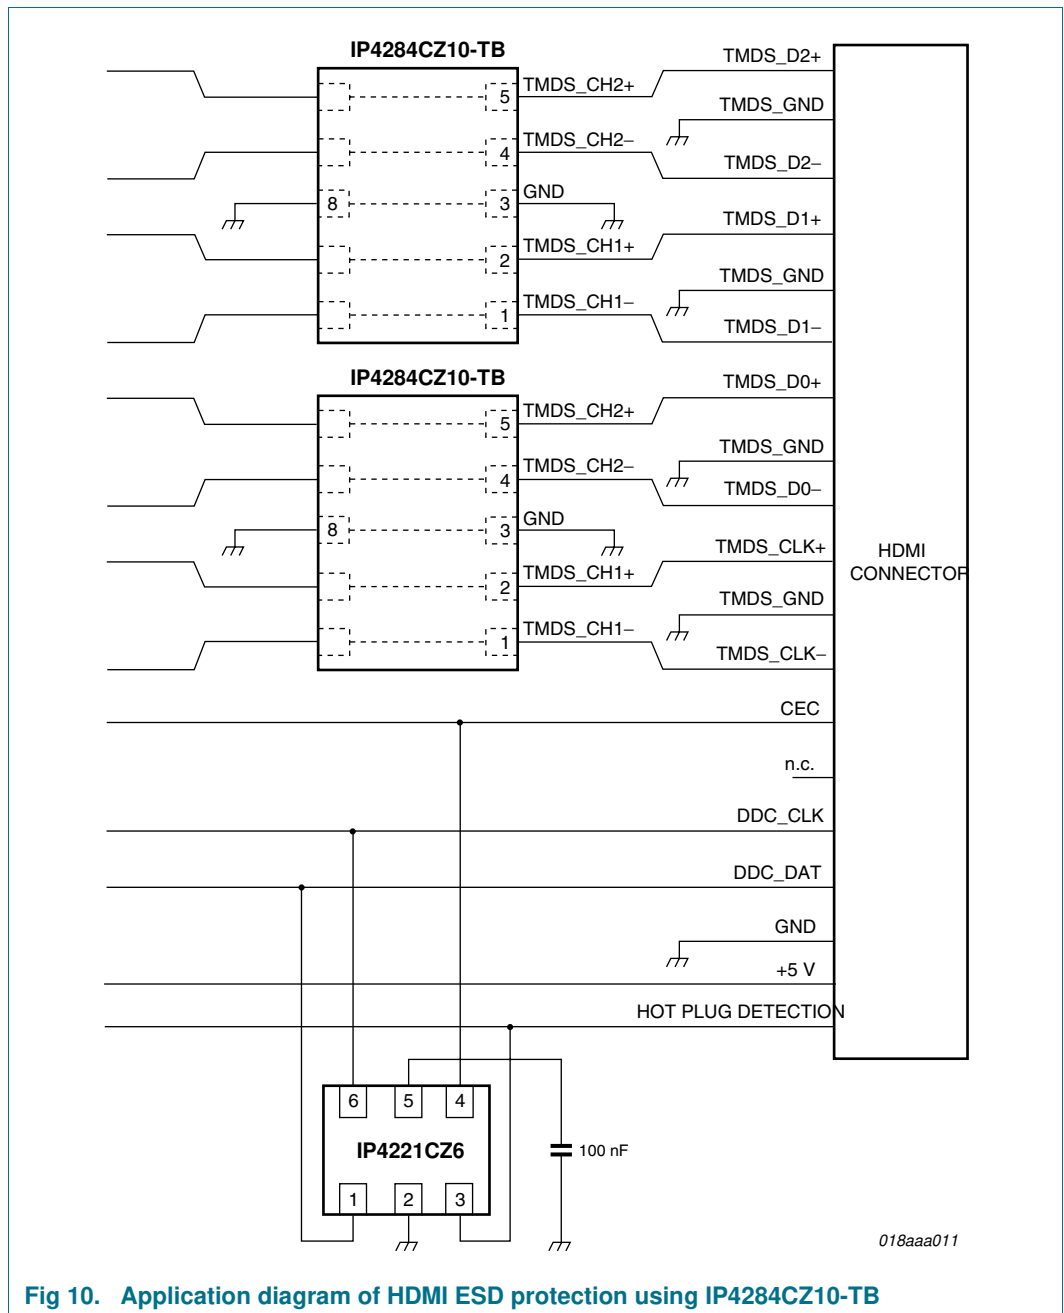 IP4284CZ10-TB
TMDS_D2+
TMDS_CH2+
5
TMDS_GND
TMDS_CH2−
4
TMDS_D2−
8
3
GND
TMDS_D1+
TMDS_CH1+
2
TMDS_GND
TMDS_CH1−
1
TMDS_D1−
IP4284CZ10-TB
TMDS_D0+
TMDS_CH2+
5
TMDS_GND
TMDS_CH2−
4
TMDS_D0−
8
3
GND
TMDS_CLK+
HDMI
CONNECTOR
TMDS_CH1+
2
TMDS_GND
TMDS_CH1−
1
TMDS_CLK−
CEC
n.c.
DDC_CLK
DDC_DAT
GND
+5 V
HOT PLUG DETECTION
6 5 4
IP4221CZ6
100 nF
1 2 3
018aaa011
Fig 10. Application diagram of HDMI ESD protection using IP4284CZ10-TB